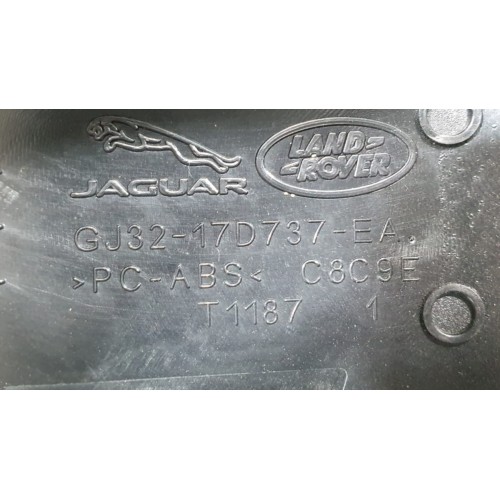 JAGUAR
LAND-
-ROVER
GJ32-17D737-EA.
>PC-ABS< C8C9E
T1187 1